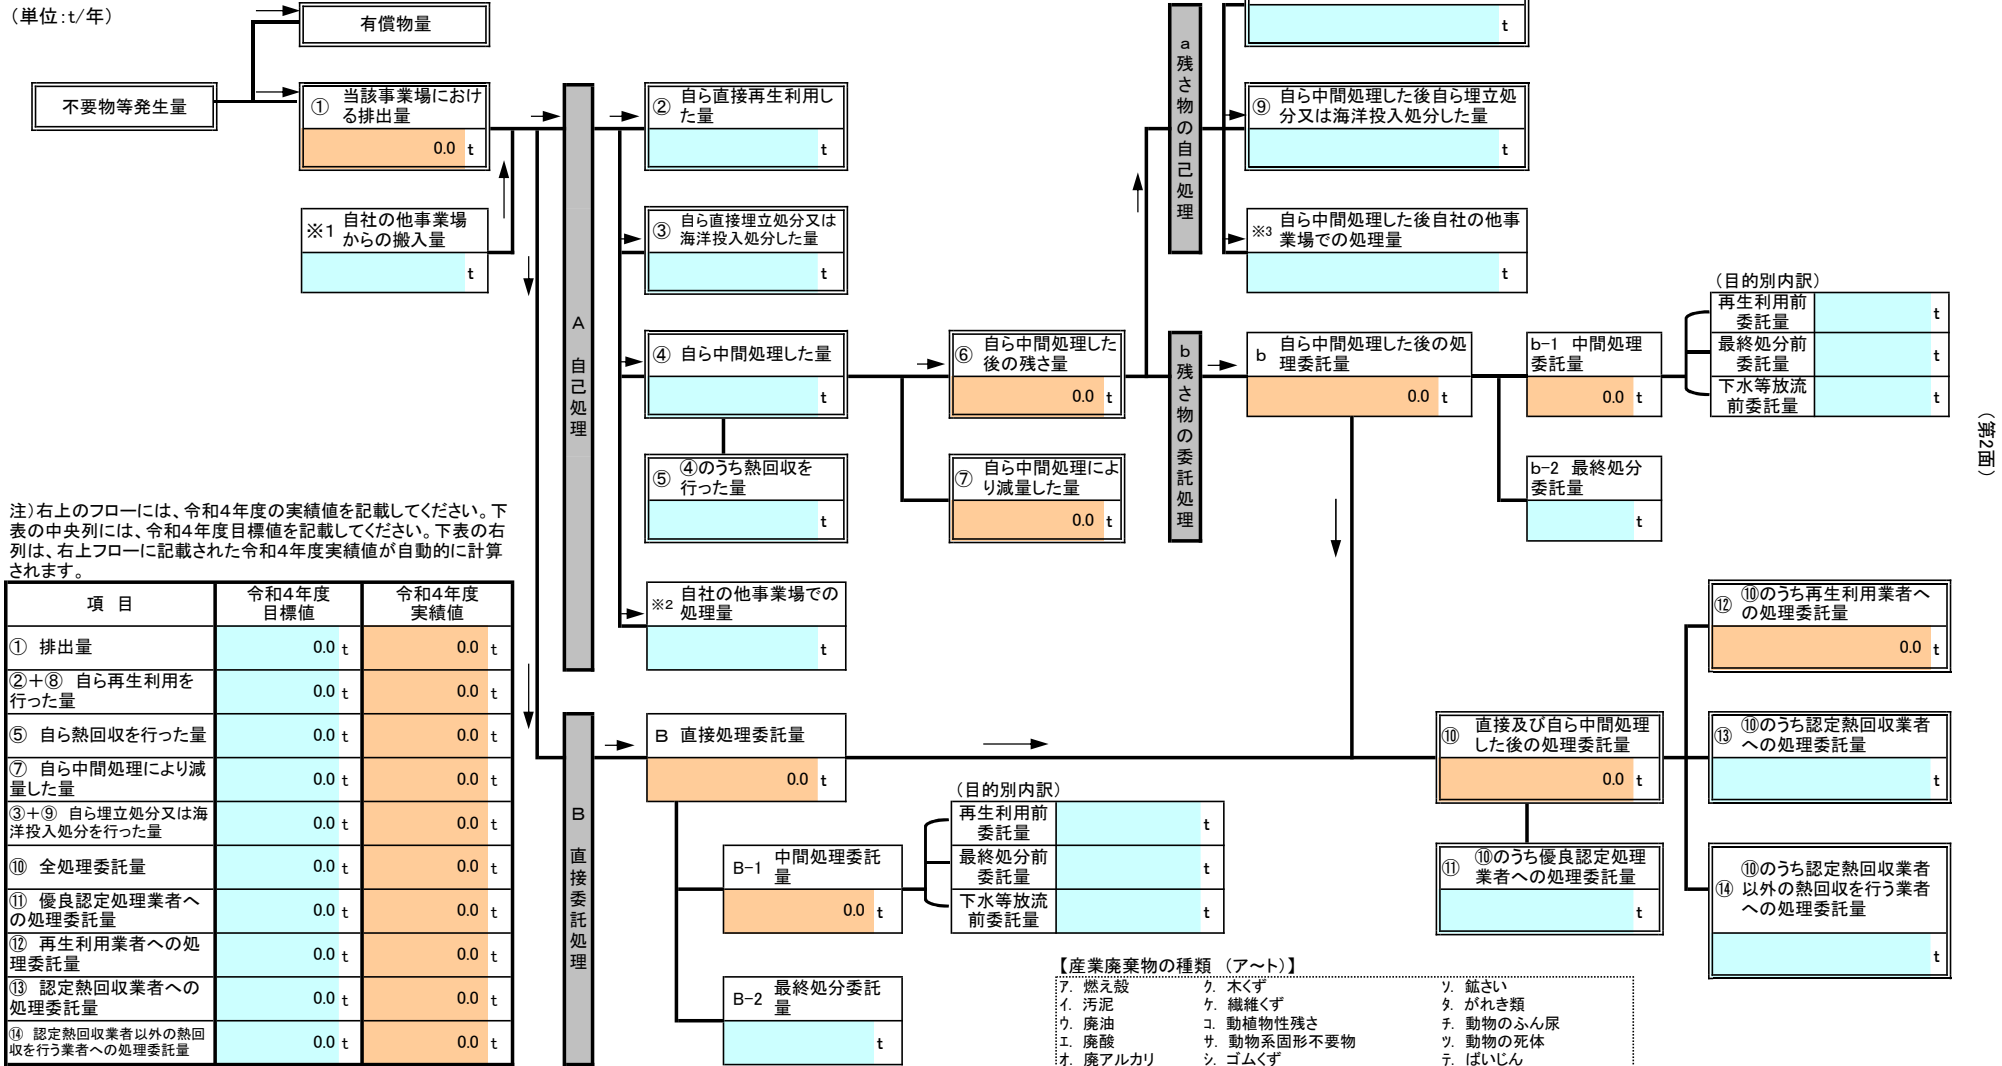 （単位：t/年）
有償物量
不要物等発生量
① 当該事業場におけ
る排出量
0.0 t
※1 自社の他事業場
からの搬入量
t
A 自己処理
② 自ら直接再生利用し
た量
t
③ 自ら直接埋立処分又は
海洋投入処分した量
t
④ 自ら中間処理した量
t
⑤ ④のうち熱回収を
行った量
t
※2 自社の他事業場での
処理量
t
⑥ 自ら中間処理した
後の残さ量
0.0 t
⑦ 自ら中間処理によ
り減量した量
0.0 t
a 残さ物の自己処理
t
⑨ 自ら中間処理した後自ら埋立処
分又は海洋投入処分した量
t
※3 自ら中間処理した後自社の他事
業場での処理量
t
b 残さ物の委託処理
b 自ら中間処理した後の処
理委託量
0.0 t
b-1 中間処理
委託量
0.0 t
（目的別内訳）
再生利用前
委託量
t
最終処分前
委託量
t
下水等放流
前委託量
t
b-2 最終処分
委託量
t
（第2面）
注）右上のフローには、令和４年度の実績値を記載してください。下
表の中央列には、令和４年度目標値を記載してください。下表の右
列は、右上フローに記載された令和４年度実績値が自動的に計算
されます。
項 目 令和４年度
目標値 令和４年度
実績値
① 排出量 0.0 t 0.0 t
②＋⑧ 自ら再生利用を
行った量 0.0 t 0.0 t
⑤ 自ら熱回収を行った量 0.0 t 0.0 t
⑦ 自ら中間処理により減
量した量 0.0 t 0.0 t
③＋⑨ 自ら埋立処分又は海
洋投入処分を行った量 0.0 t 0.0 t
⑩ 全処理委託量 0.0 t 0.0 t
⑪ 優良認定処理業者へ
の処理委託量 0.0 t 0.0 t
⑫ 再生利用業者への処
理委託量 0.0 t 0.0 t
⑬ 認定熱回収業者への
処理委託量 0.0 t 0.0 t
⑭ 認定熱回収業者以外の熱回
収を行う業者への処理委託量 0.0 t 0.0 t
B 直接委託処理
B 直接処理委託量
0.0 t
B-1 中間処理委託
量
0.0 t
（目的別内訳）
再生利用前
委託量
t
最終処分前
委託量
t
下水等放流
前委託量
t
B-2 最終処分委託
量
t
⑩ 直接及び自ら中間処理
した後の処理委託量
0.0 t
⑪ ⑩のうち優良認定処理
業者への処理委託量
t
⑫ ⑩のうち再生利用業者へ
の処理委託量
0.0 t
⑬ ⑩のうち認定熱回収業者
への処理委託量
t
⑭ ⑩のうち認定熱回収業者
以外の熱回収を行う業者
への処理委託量
t
【産業廃棄物の種類 （ア～ト）】
ア. 燃え殻 ク. 木くず ソ. 鉱さい
イ. 汚泥 ケ. 繊維くず タ. がれき類
ウ. 廃油 コ. 動植物性残さ チ. 動物のふん尿
エ. 廃酸 サ. 動物系固形不要物 ツ. 動物の死体
オ. 廃アルカリ シ. ゴムくず テ. ばいじん